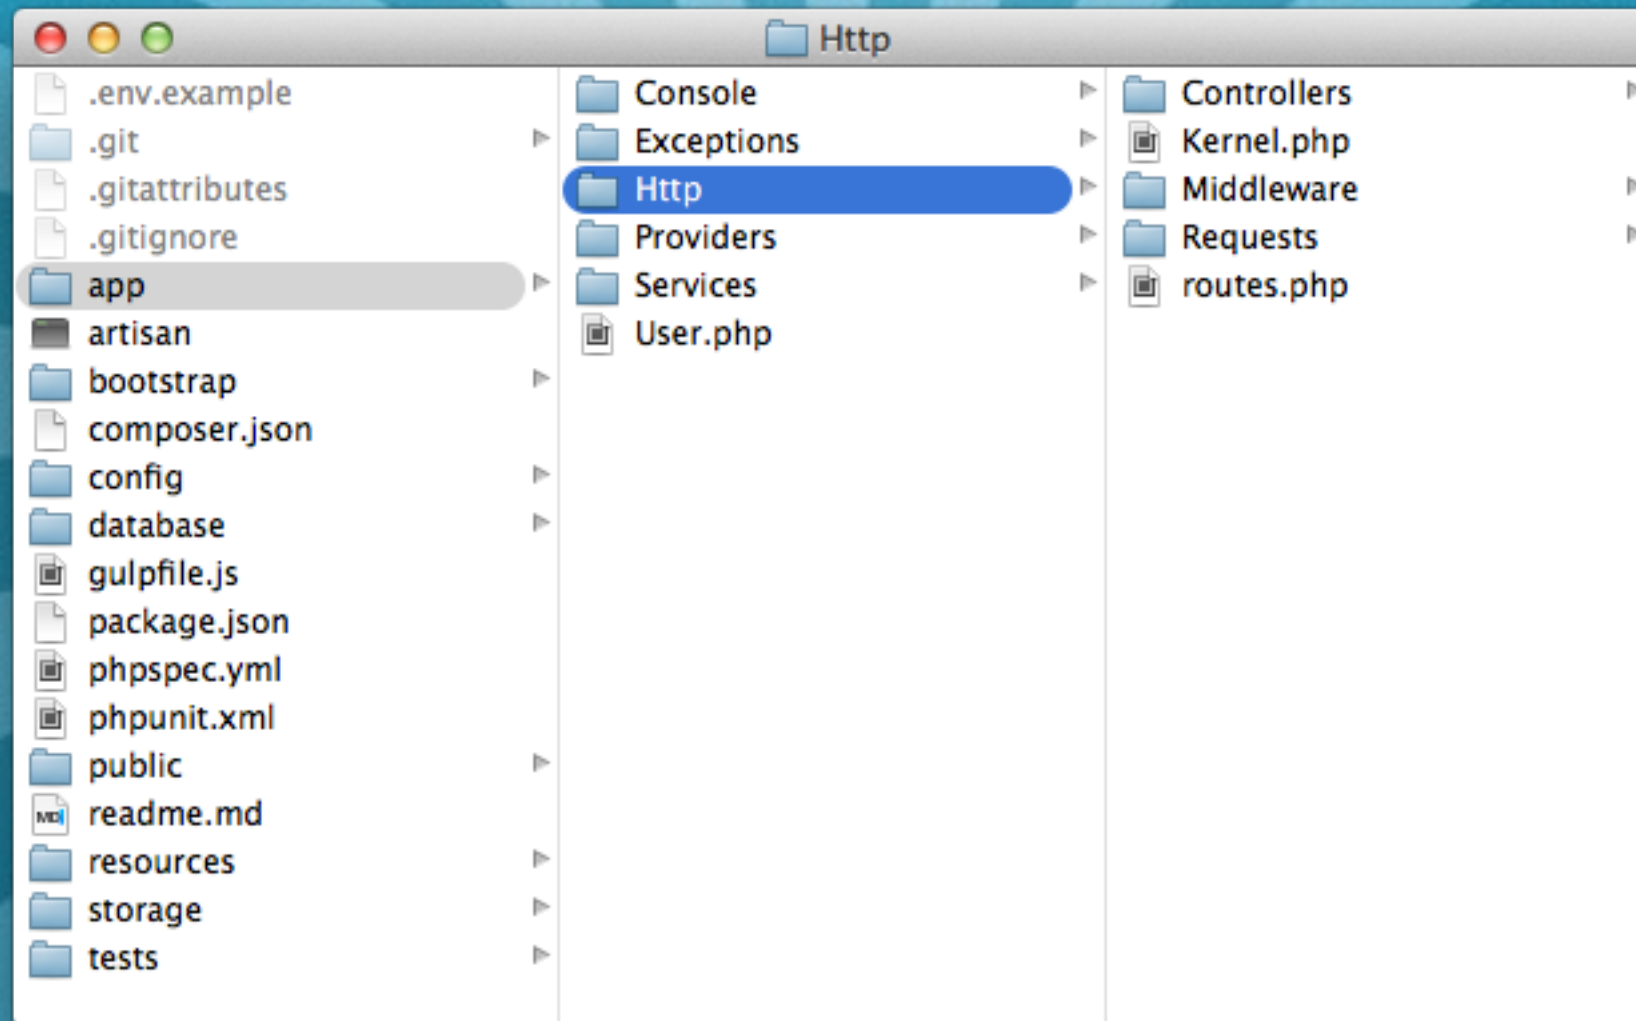 Http
.env.example
.git
.gitattributes
.gitignore
app
artisan
bootstrap
composer.json
config
database
gulpfile.js
package.json
phpspec.yml
phpunit.xml
public
readme.md
resources
storage
tests
Console
Exceptions
Http
Providers
Services
User.php
Controllers
Kernel.php
Middleware
Requests
routes.php